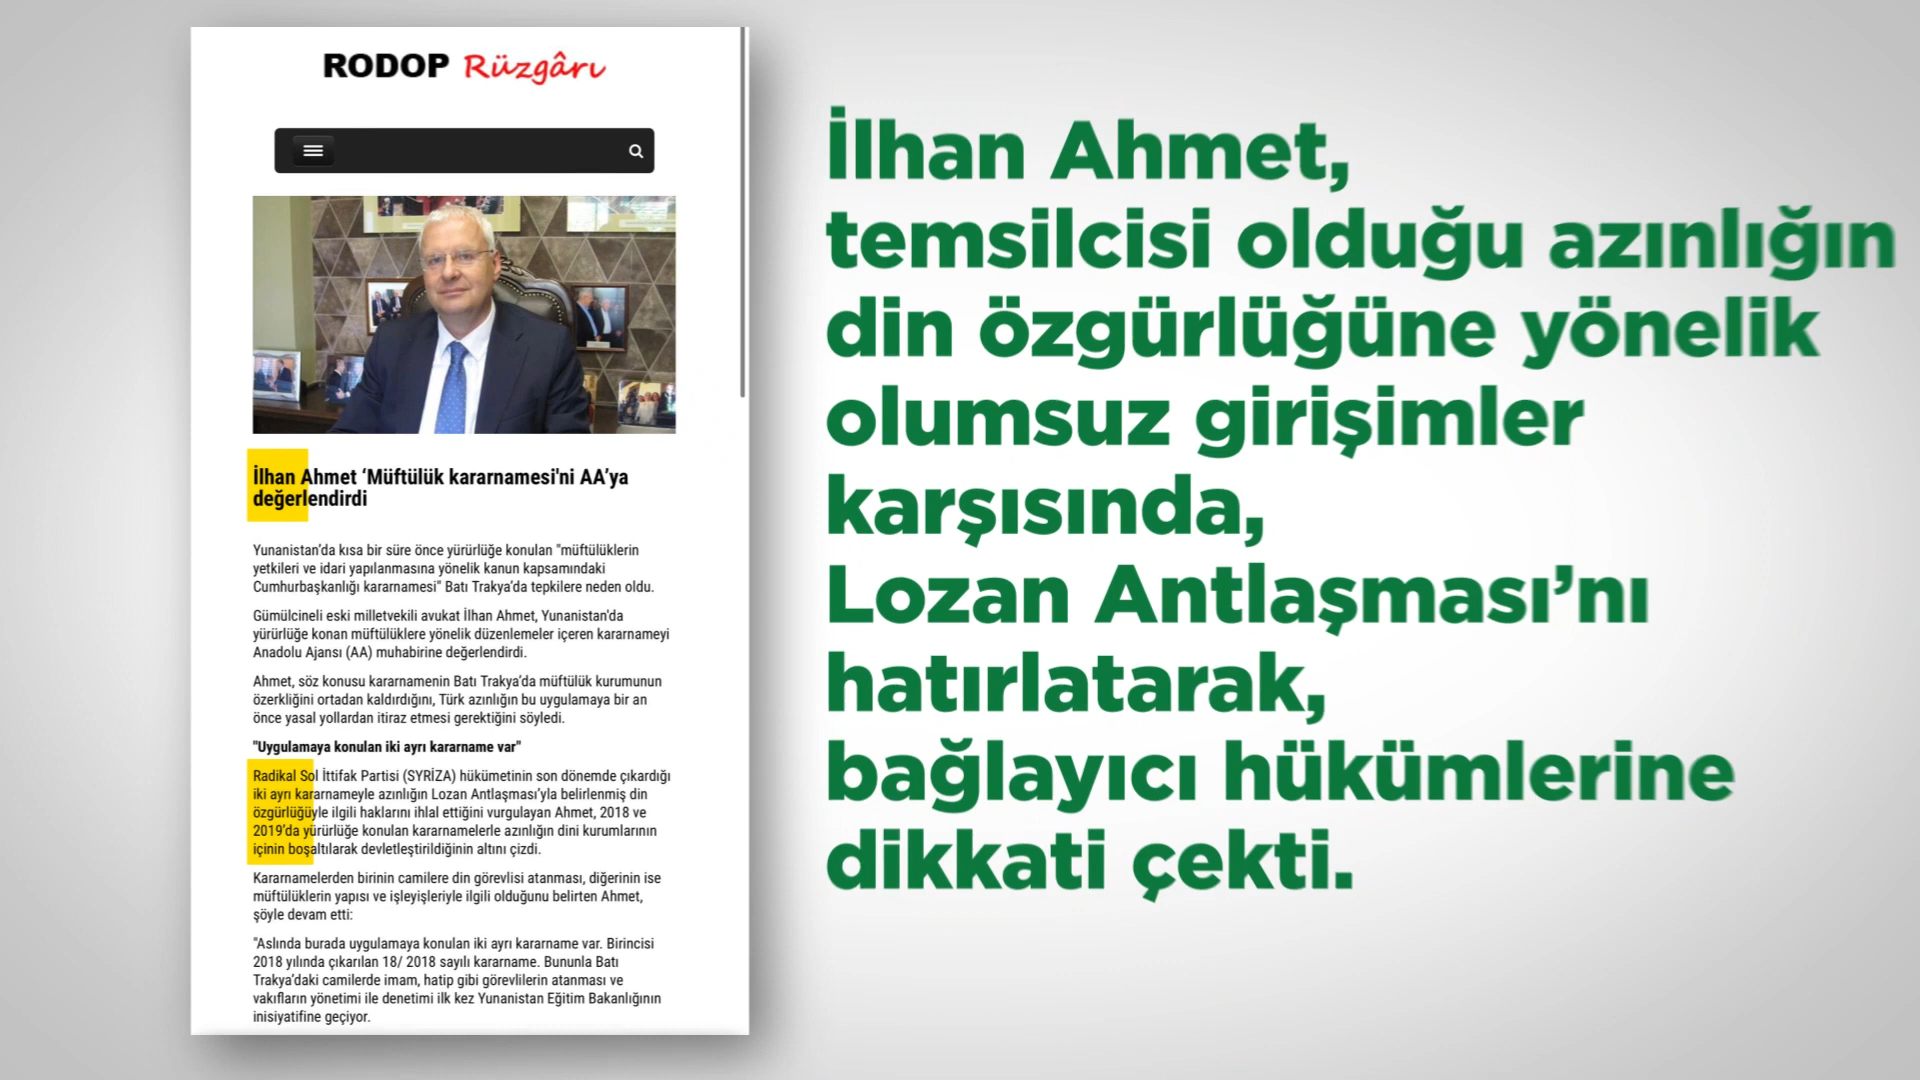 RODOP Rüzgârı
İlhan Ahmet ‘Müftülük kararnamesi'ni AA’ya
değerlendirdi
Yunanistan’da kısa bir süre önce yürürlüğe konulan "müftülüklerin
yetkileri ve idari yapılanmasına yönelik kanun kapsamındaki
Cumhurbaşkanlığı kararnamesi" Batı Trakya’da tepkilere neden oldu.
Gümülcineli eski milletvekili avukat İlhan Ahmet, Yunanistan'da
yürürlüğe konan müftülüklere yönelik düzenlemeler içeren kararnameyi
Anadolu Ajansı (AA) muhabirine değerlendirdi.
Ahmet, söz konusu kararnamenin Batı Trakya’da müftülük kurumunun
özerkliğini ortadan kaldırdığını, Türk azınlığın bu uygulamaya bir an
önce yasal yollardan itiraz etmesi gerektiğini söyledi.
"Uygulamaya konulan iki ayrı kararname var"
Radikal Sol İttifak Partisi (SYRİZA) hükümetinin son dönemde çıkardığı
iki ayrı kararnameyle azınlığın Lozan Antlaşması’yla belirlenmiş din
özgürlüğüyle ilgili haklarını ihlal ettiğini vurgulayan Ahmet, 2018 ve
2019’da yürürlüğe konulan kararnamelerle azınlığın dini kurumlarının
içinin boşaltılarak devletleştirildiğinin altını çizdi.
Kararnamelerden birinin camilere din görevlisi atanması, diğerinin ise
müftülüklerin yapısı ve işleyişleriyle ilgili olduğunu belirten Ahmet,
şöyle devam etti:
"Aslında burada uygulamaya konulan iki ayrı kararname var. Birincisi
2018 yılında çıkarılan 18/ 2018 sayılı kararname. Bununla Batı
Trakya’daki camilerde imam, hatip gibi görevlilerin atanması ve
vakıfların yönetimi ile denetimi ilk kez Yunanistan Eğitim Bakanlığının
inisiyatifine geçiyor.
İlhan Ahmet,
temsilcisi olduğu azınlığın
din özgürlüğüne yönelik
olumsuz girişimler
karşısında,
Lozan Antlaşması’nı
hatırlatarak,
bağlayıcı hükümlerine
dikkati çekti.